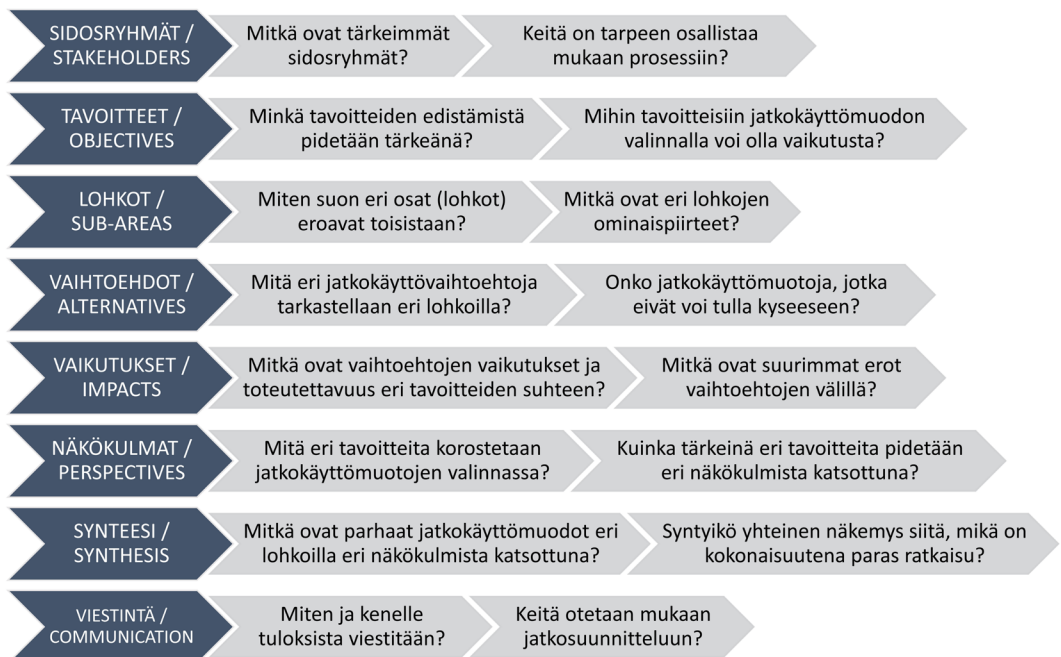 SIDOSRYHMÄT /
STAKEHOLDERS
Mitkä ovat tärkeimmät
sidosryhmät?
Keitä on tarpeen osallistaa
mukaan prosessiin?
TAVOITTEET /
OBJECTIVES
Minkä tavoitteiden edistämistä
pidetään tärkeänä?
Mihin tavoitteisiin jatkokäyttömuodon
valinnalla voi olla vaikutusta?
LOHKOT /
SUB-AREAS
Miten suon eri osat (lohkot)
eroavat toisistaan?
Mitkä ovat eri lohkojen
ominaispiirteet?
VAIHTOEHDOT /
ALTERNATIVES
Mitä eri jatkokäyttövaihtoehtoja
tarkastellaan eri lohkoilla?
Onko jatkokäyttömuotoja, jotka
eivät voi tulla kyseeseen?
VAIKUTUKSET /
IMPACTS
Mitkä ovat vaihtoehtojen vaikutukset ja
toteutettavuus eri tavoitteiden suhteen?
Mitkä ovat suurimmat erot
vaihtoehtojen välillä?
NÄKÖKULMAT /
PERSPECTIVES
Mitä eri tavoitteita korostetaan
jatkokäyttömuotojen valinnassa?
Kuinka tärkeinä eri tavoitteita pidetään
eri näkökulmista katsottuna?
SYNTEESI /
SYNTHESIS
Mitkä ovat parhaat jatkokäyttömuodot eri
lohkoilla eri näkökulmista katsottuna?
Syntyikö yhteinen näkemys siitä, mikä on
kokonaisuutena paras ratkaisu?
VIESTINTÄ /
COMMUNICATION
Miten ja kenelle
tuloksista viestitään?
Keitä otetaan mukaan
jatkosuunnitteluun?